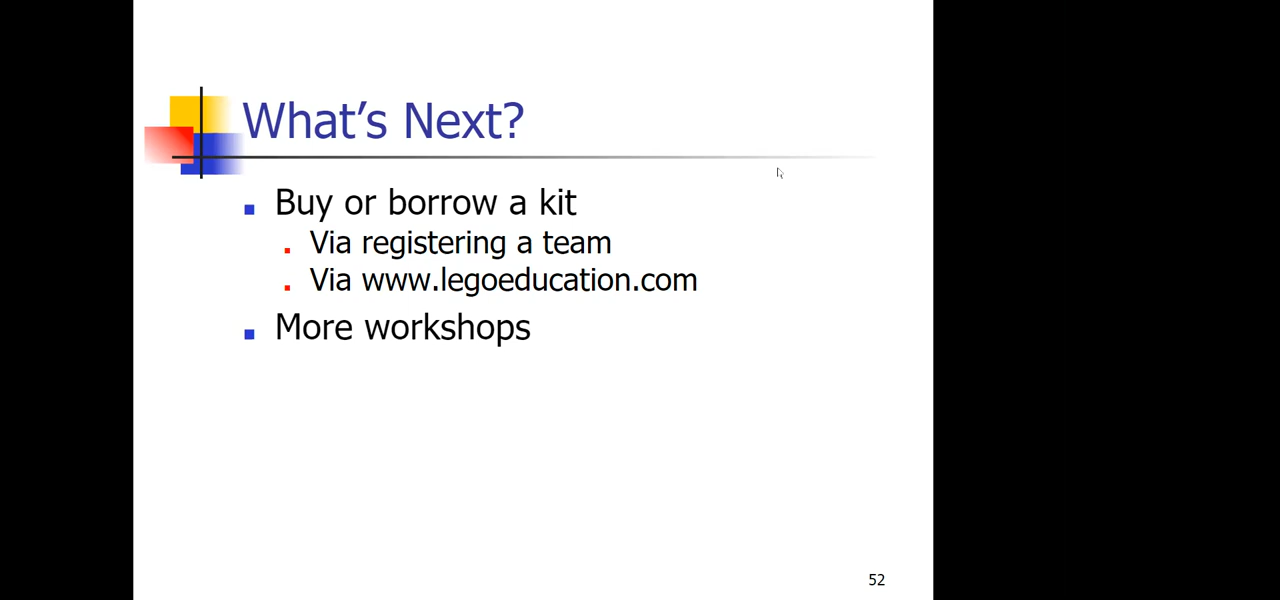 What’s Next?
Buy or borrow a kit
Via registering a team
Via www.legoeducation.com
More workshops
52